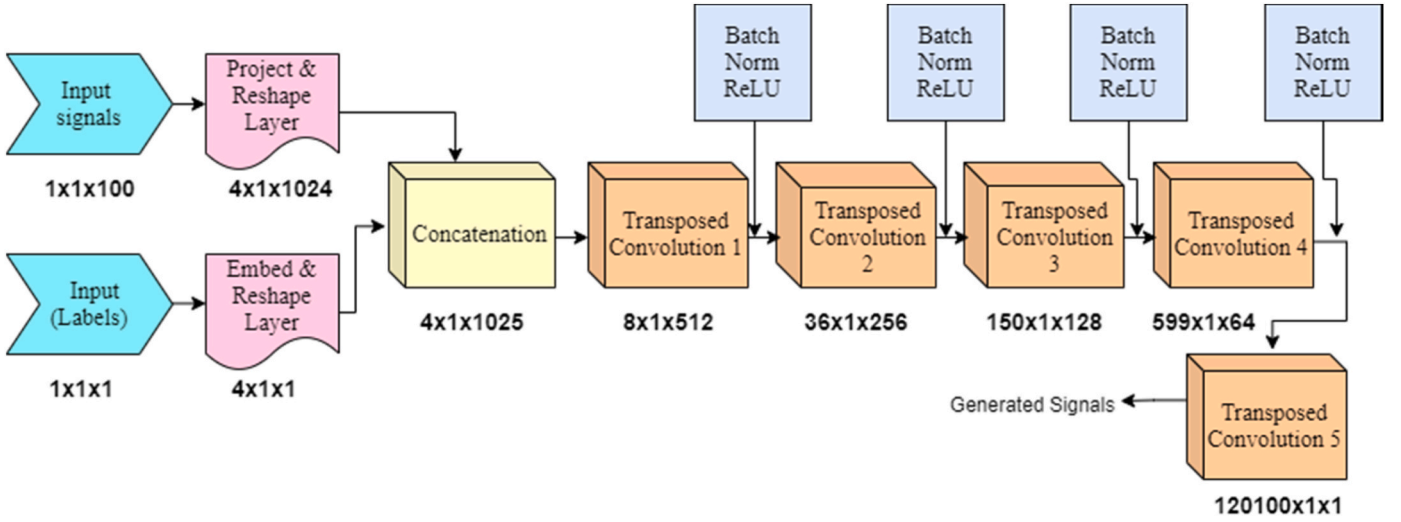 Batch
Norm
ReLU
Batch
Norm
ReLU
Batch
Norm
ReLU
Batch
Norm
ReLU
Input
signals
Project &
Reshape
Layer
1x1x100
4x1x1024
Concatenation
Transposed
Convolution 1
Transposed
Convolution
2
Transposed
Convolution
3
Transposed
Convolution 4
Input
(Labels)
Embed &
Reshape
Layer
4x1x1025
8x1x512
36x1x256
150x1x128
599x1x64
1x1x1
4x1x1
Generated Signals
Transposed
Convolution 5
120100x1x1